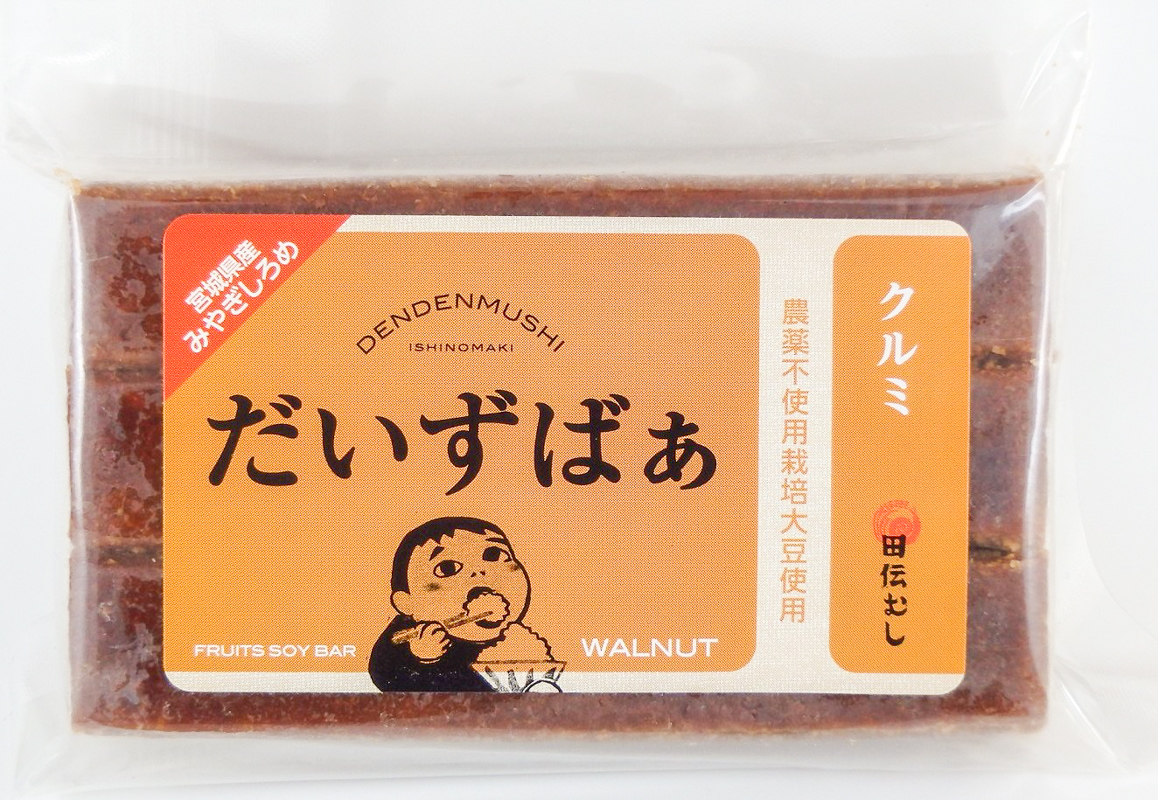 宮城県産
みやぎしろめ
DENDENMUSHI
ISHINOMAKI
だいずばぁ
FRUITS SOY BAR
WALNUT
農薬不使用栽培大豆使用
クルミ
田伝むし